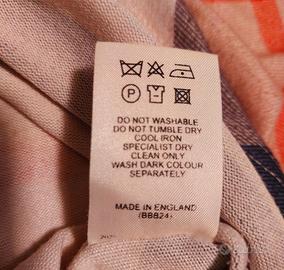 P
DO NOT WASHABLE
DO NOT TUMBLE DRY
COOL IRON
SPECIALIST DRY
CLEAN ONLY
WASH DARK COLOUR
SEPARATELY
MADE IN ENGLAND
(BB824)